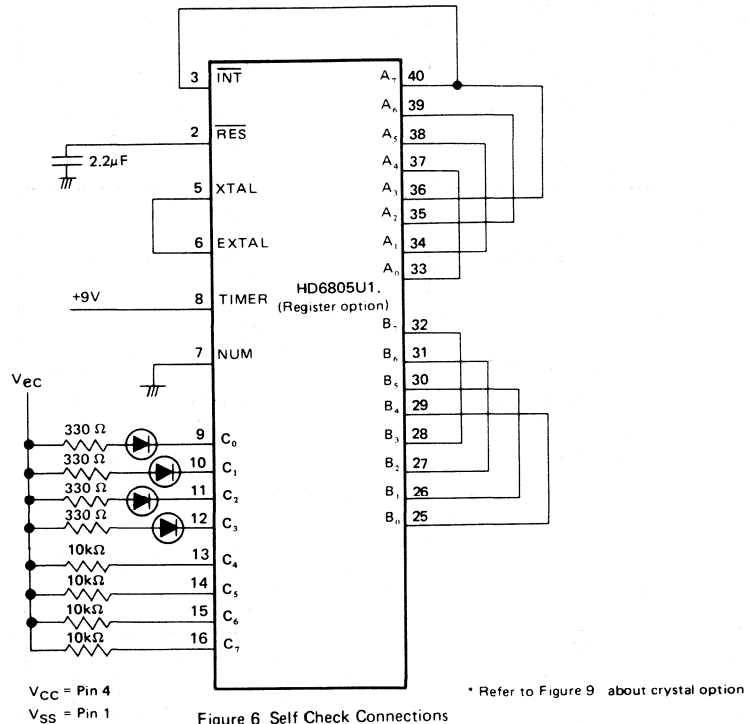 3 INT
2 RES
2.2μF
5 XTAL
6 EXTAL
+9V
8 TIMER
7 NUM
HD6805U1.
(Register option)
Vec
330 Ω
9 C₀
330 Ω
10 C₁
330 Ω
11 C₂
330 Ω
12 C₃
10kΩ
13 C₄
10kΩ
14 C₅
10kΩ
15 C₆
10kΩ
16 C₇
A₇ 40
A₆ 39
A₅ 38
A₄ 37
A₃ 36
A₂ 35
A₁ 34
A₀ 33
B₇ 32
B₆ 31
B₅ 30
B₄ 29
B₃ 28
B₂ 27
B₁ 26
B₀ 25
VCC = Pin 4
VSS = Pin 1
* Refer to Figure 9 about crystal option
Figure 6 Self Check Connections